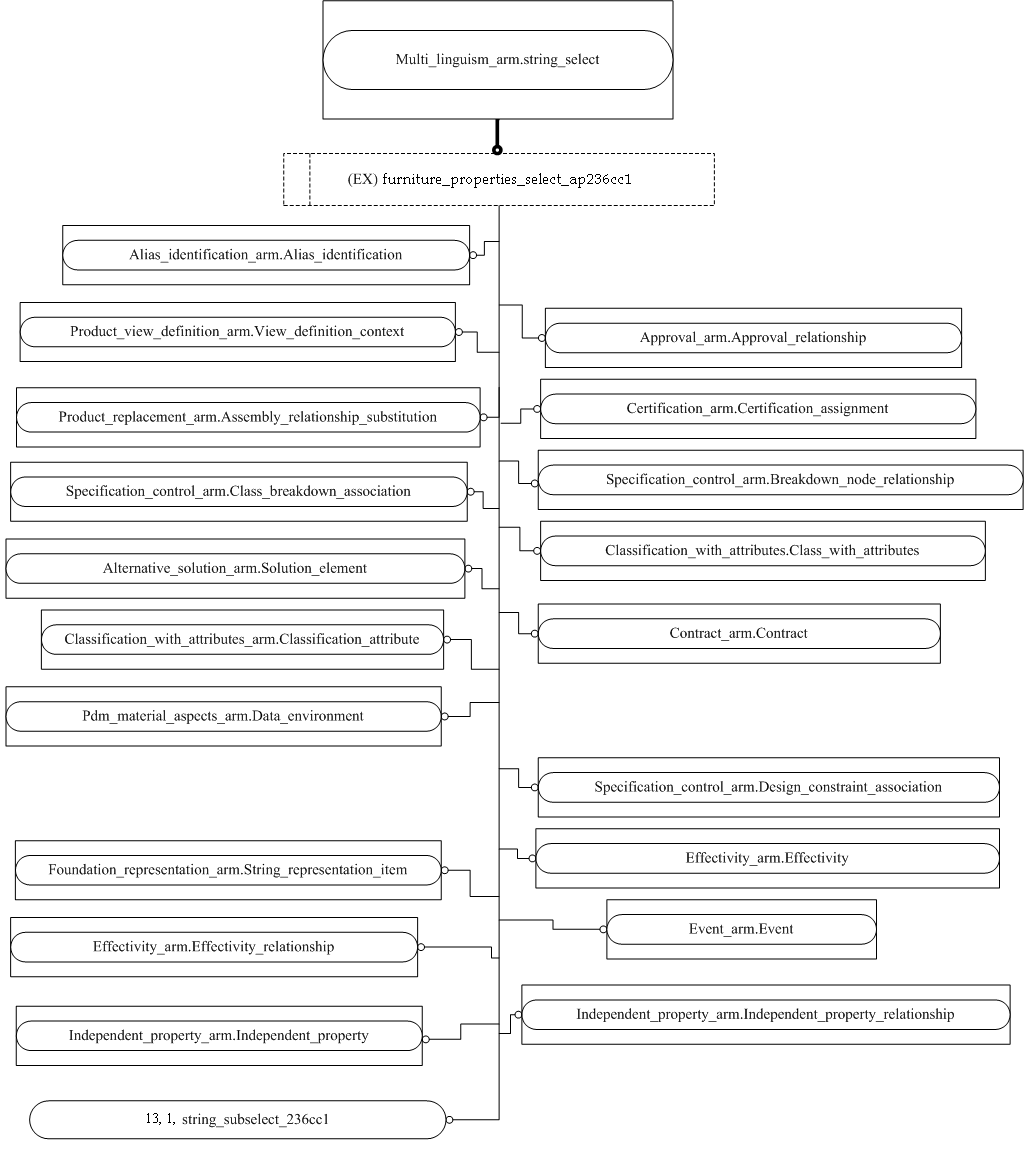 Multi_linguism_arm.string_select
(EX) furniture_properties_select_ap236cc1
Alias_identification_arm.Alias_identification
Product_view_definition_arm.View_definition_context
Approval_arm.Approval_relationship
Product_replacement_arm.Assembly_relationship_substitution
Certification_arm.Certification_assignment
Specification_control_arm.Class_breakdown_association
Specification_control_arm.Breakdown_node_relationship
Classification_with_attributes.Class_with_attributes
Alternative_solution_arm.Solution_element
Classification_with_attributes_arm.Classification_attribute
Contract_arm.Contract
Pdm_material_aspects_arm.Data_environment
Specification_control_arm.Design_constraint_association
Effectivity_arm.Effectivity
Foundation_representation_arm.String_representation_item
Event_arm.Event
Effectivity_arm.Effectivity_relationship
Independent_property_arm.Independent_property_relationship
Independent_property_arm.Independent_property
13, 1, string_subselect_236cc1